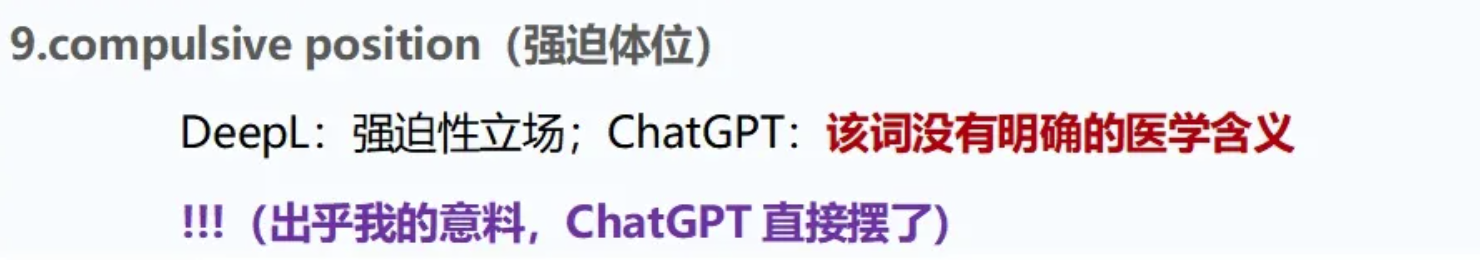 9.compulsive position（强迫体位）
DeepL：强迫性立场；ChatGPT：该词没有明确的医学含义
!!!（出乎我的意料，ChatGPT 直接摆了）